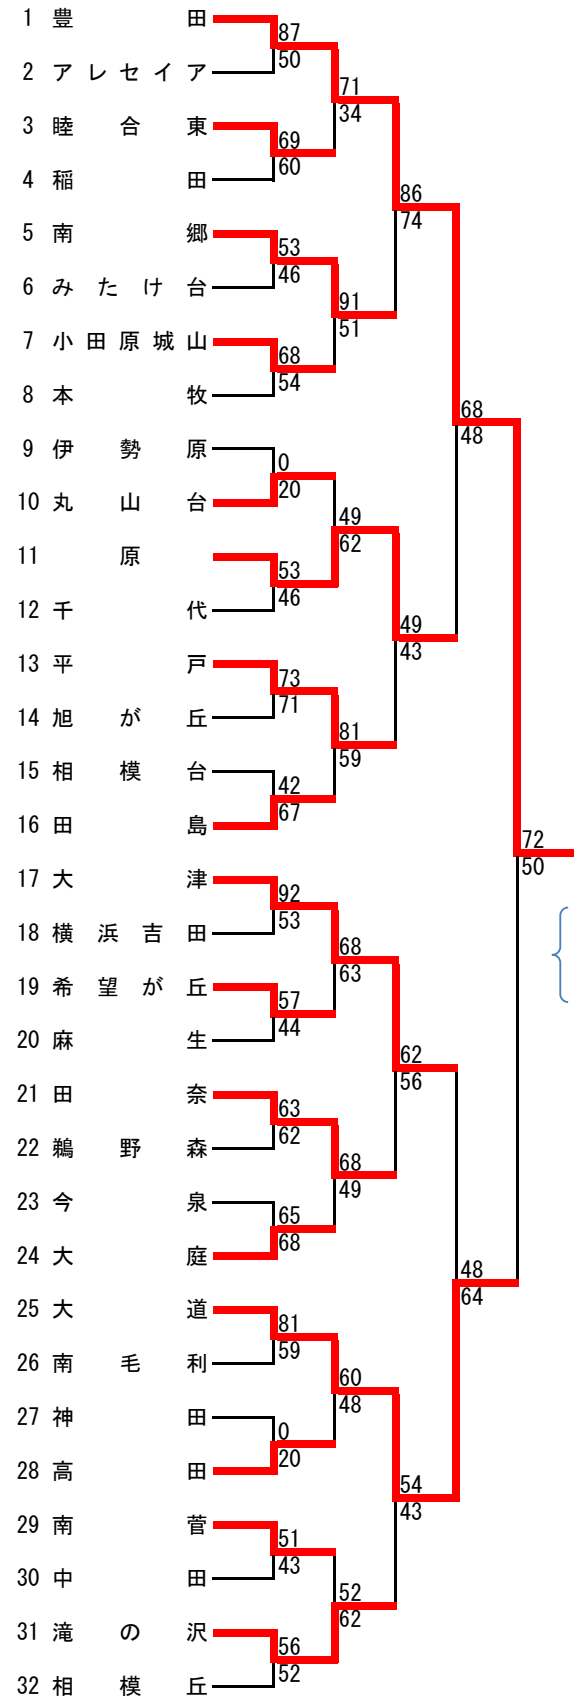 1 豊田
87
50
2 アレセイア
71
34
3 睦合東
69
60
4 稲田
86
74
5 南郷
53
46
6 みたけ台
91
51
7 小田原城山
68
54
8 本牧
68
48
9 伊勢原
0
20
10 丸山台
49
62
11 原
53
46
12 千代
49
43
13 平戸
73
71
14 旭が丘
81
59
15 相模台
42
67
16 田島
72
50
17 大津
92
53
18 横浜吉田
68
63
19 希望が丘
57
44
20 麻生
62
56
21 田奈
63
62
22 鵜野森
68
49
23 今泉
65
68
24 大庭
48
64
25 大道
81
59
26 南毛利
60
48
27 神田
0
20
28 高田
54
43
29 南菅
51
43
30 中田
52
62
31 滝の沢
56
52
32 相模丘